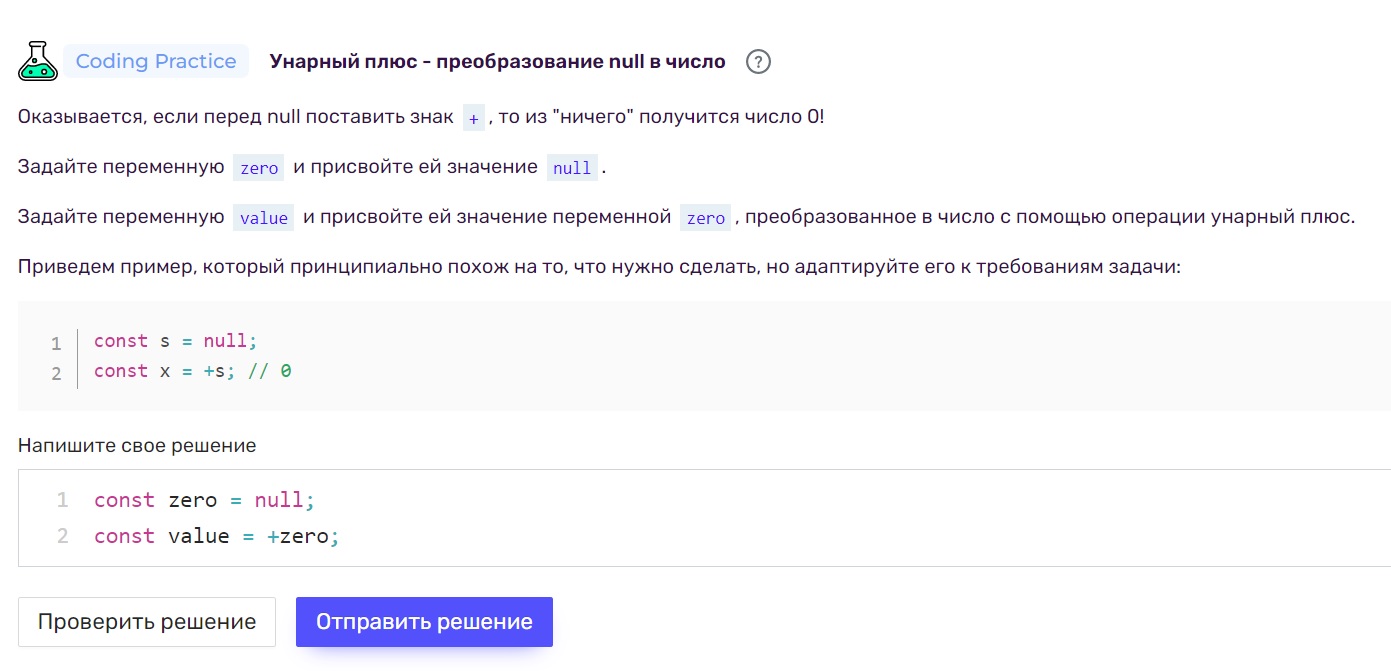 Coding Practice Унарный плюс - преобразование null в число ?
Оказывается, если перед null поставить знак + , то из "ничего" получится число 0!
Задайте переменную zero и присвойте ей значение null .
Задайте переменную value и присвойте ей значение переменной zero , преобразованное в число с помощью операции унарный плюс.
Приведем пример, который принципиально похож на то, что нужно сделать, но адаптируйте его к требованиям задачи:
1 const s = null;
2 const x = +s; // 0
Напишите свое решение
1 const zero = null;
2 const value = +zero;
Проверить решение Отправить решение